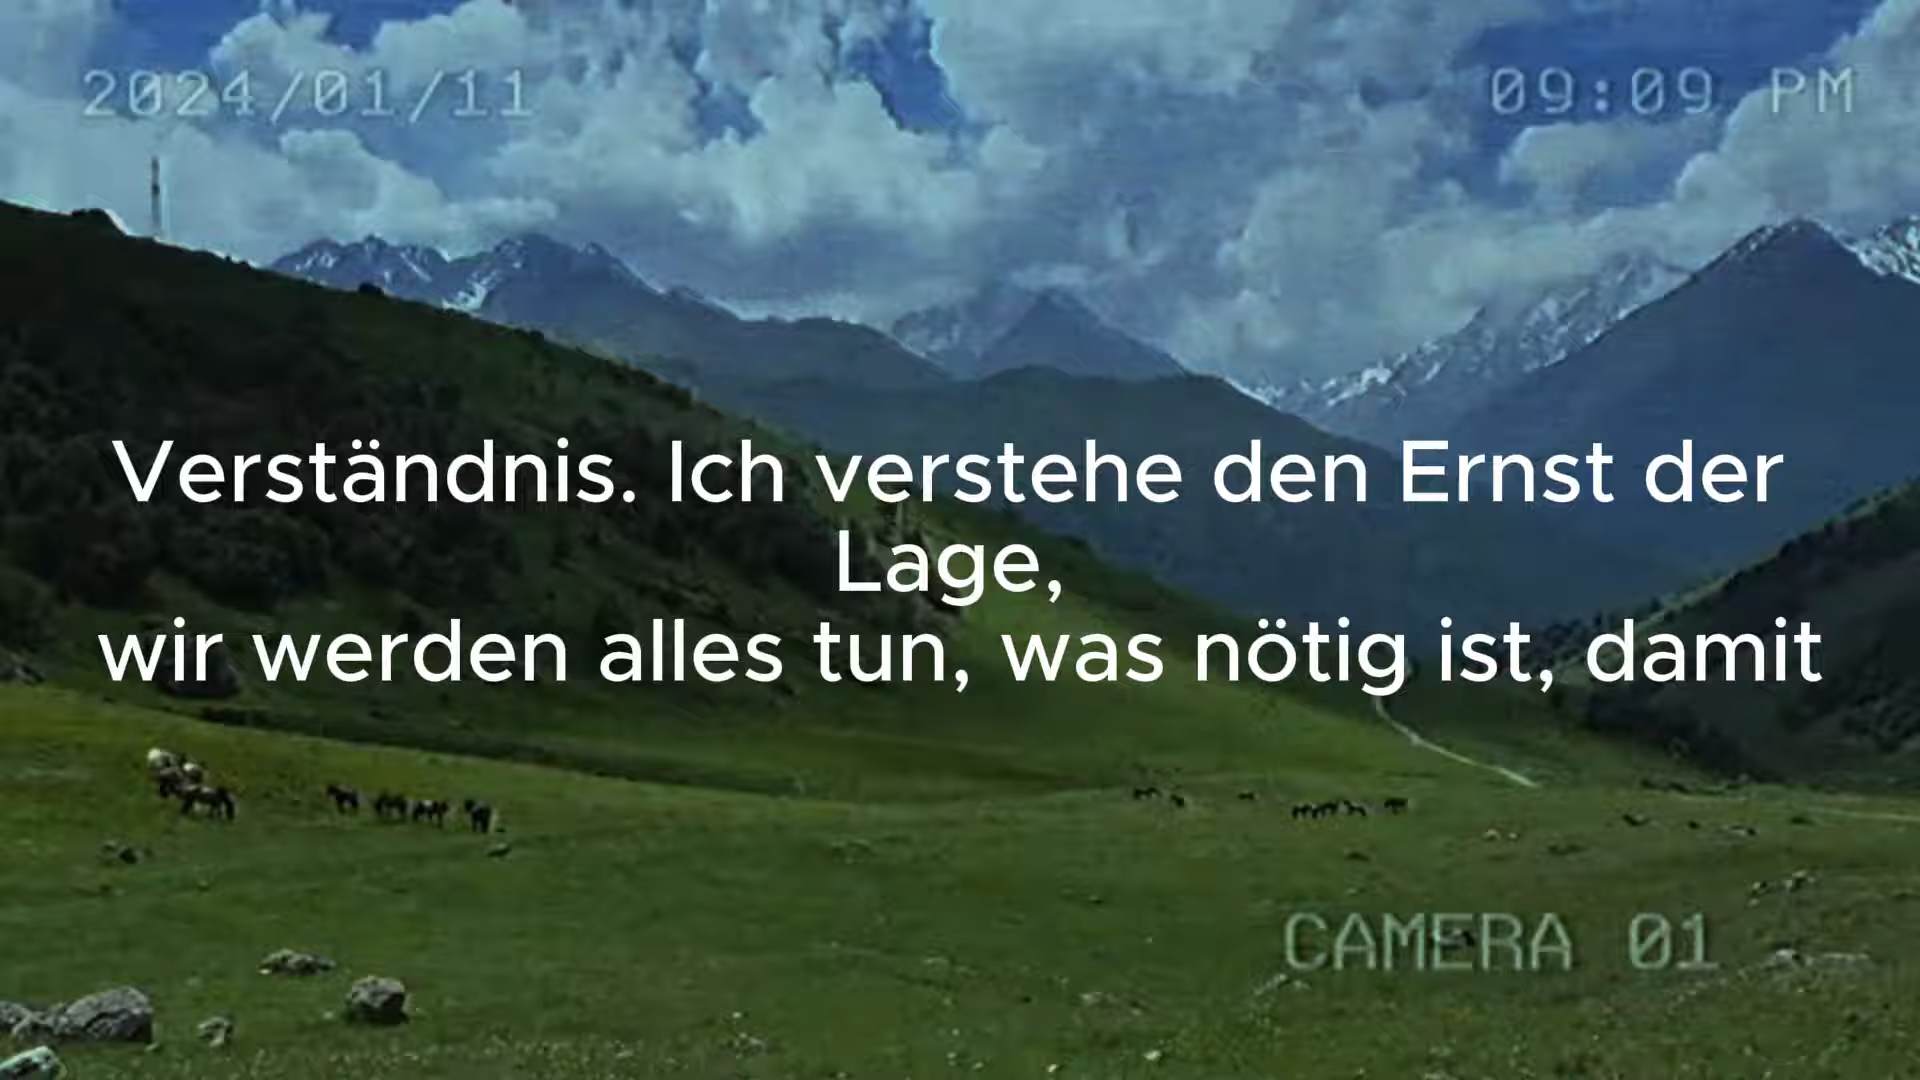 2024/01/11
09:09 PM
Verständnis. Ich verstehe den Ernst der
Lage,
wir werden alles tun, was nötig ist, damit
CAMERA 01